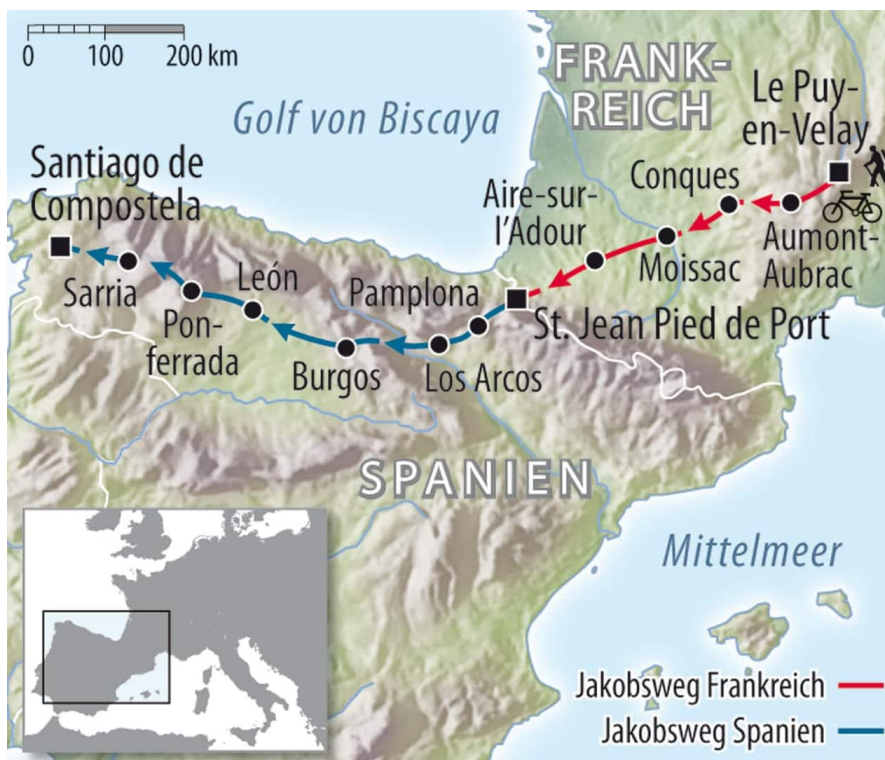 0 100 200 km
FRANK-
REICH
Golf von Biscaya
Le Puy-
en-Velay
Santiago de
Compostela
Conques
Aire-sur-
l'Adour
Aumont-
Aubrac
Moissac
Sarria
León
Pamplona
St. Jean Pied de Port
Pon-
ferrada
Burgos
Los Arcos
SPANIEN
Mittelmeer
Jakobsweg Frankreich
Jakobsweg Spanien